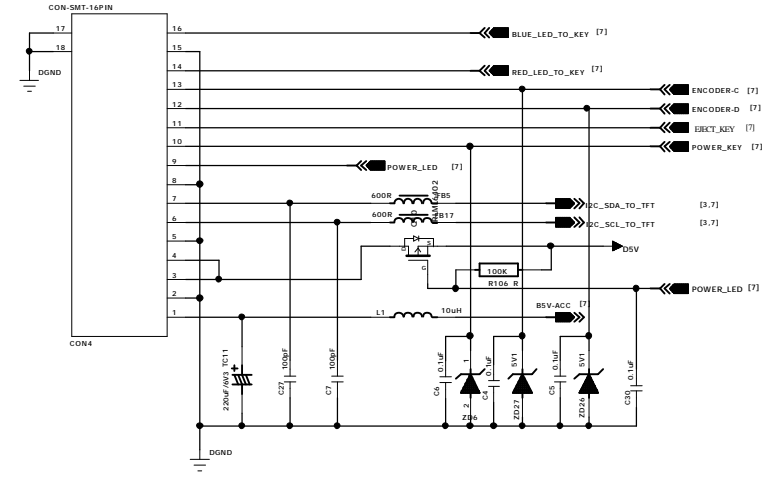 CON-SMT-16PIN
17
18
DGND
16
15
14
13
12
11
10
9
8
7
6
5
4
3
2
1
CON4
BLUE_LED_TO_KEY [7]
RED_LED_TO_KEY [7]
ENCODER-C [7]
ENCODER-D [7]
EJECT_KEY [7]
POWER_KEY [7]
POWER_LED [7]
600R FB5
I2C_SDA_TO_TFT [3,7]
600R FB17
I2C_SCL_TO_TFT [3,7]
D S
G
D5V
100K
R106 R
POWER_LED [7]
B5V-ACC [7]
L1 10uH
TC11
220uF/6V3
C27 100pF
C7 100pF
C6 0.1uF
1
2
ZD6
C4 0.1uF
5V1
ZD27
C5 0.1uF
5V1
ZD26
C30 0.1uF
DGND